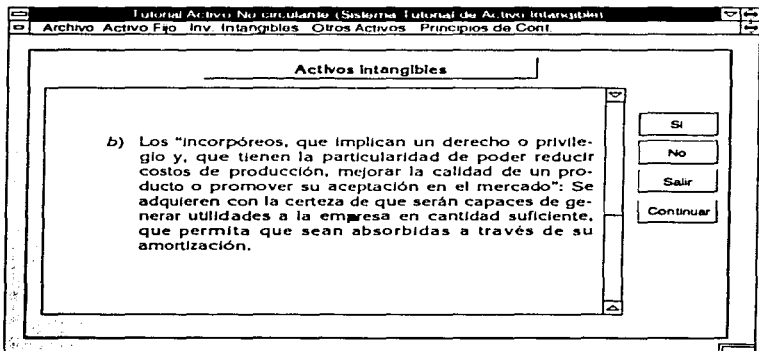 Tutorial Activo No circulante (Sistema Tutorial de Activo Intangible)
Archivo Activo Fijo Inv. Intangibles Otros Activos Principios de Cont.
Activos Intangibles
b) Los "incorpóreos, que implican un derecho o privile-
gio y, que tienen la particularidad de poder reducir
costos de producción, mejorar la calidad de un pro-
ducto o promover su aceptación en el mercado": Se
adquieren con la certeza de que serán capaces de ge-
nerar utilidades a la empresa en cantidad suficiente,
que permita que sean absorbidas a través de su
amortización.
Si
No
Salir
Continuar